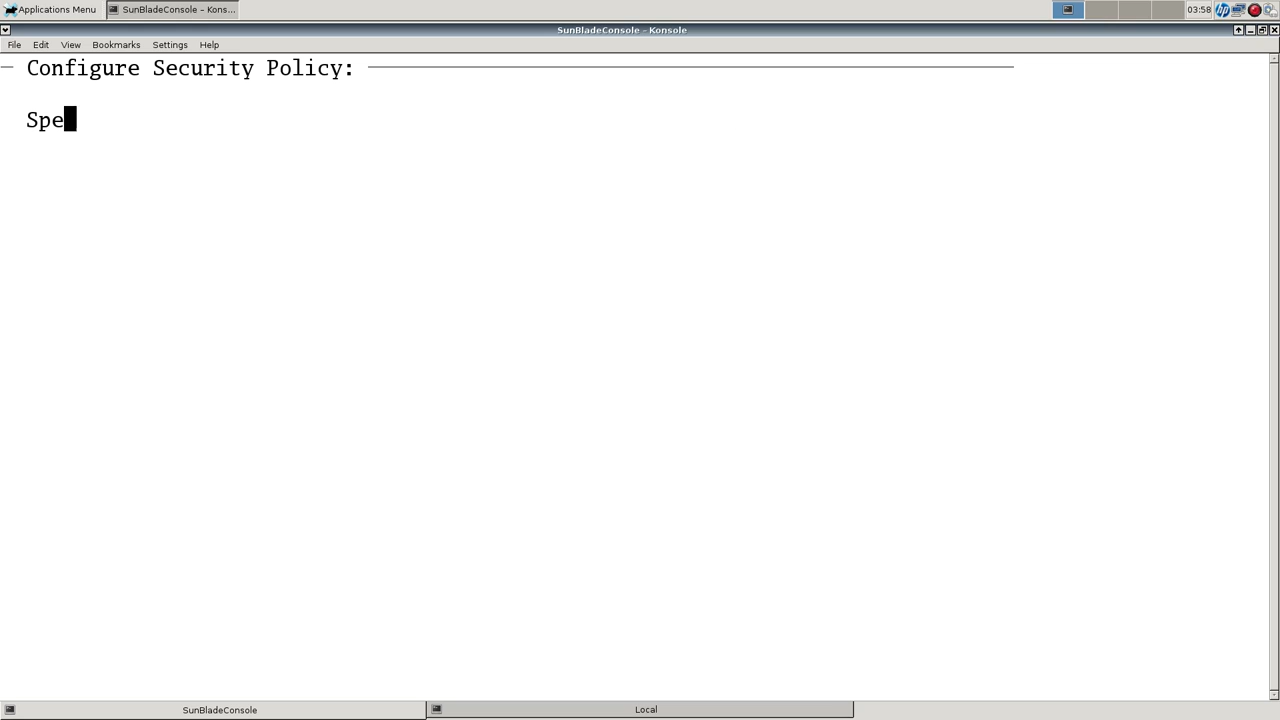 Applications Menu SunBladeConsole – Kons... 03:58
SunBladeConsole – Konsole
File Edit View Bookmarks Settings Help
Configure Security Policy:
Spe
SunBladeConsole Local